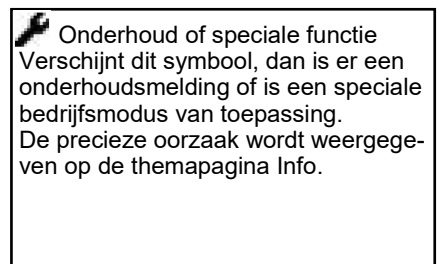 Onderhoud of speciale functie
Verschijnt dit symbool, dan is er een
onderhoudsmelding of is een speciale
bedrijfsmodus van toepassing.
De precieze oorzaak wordt weergege-
ven op de themapagina Info.